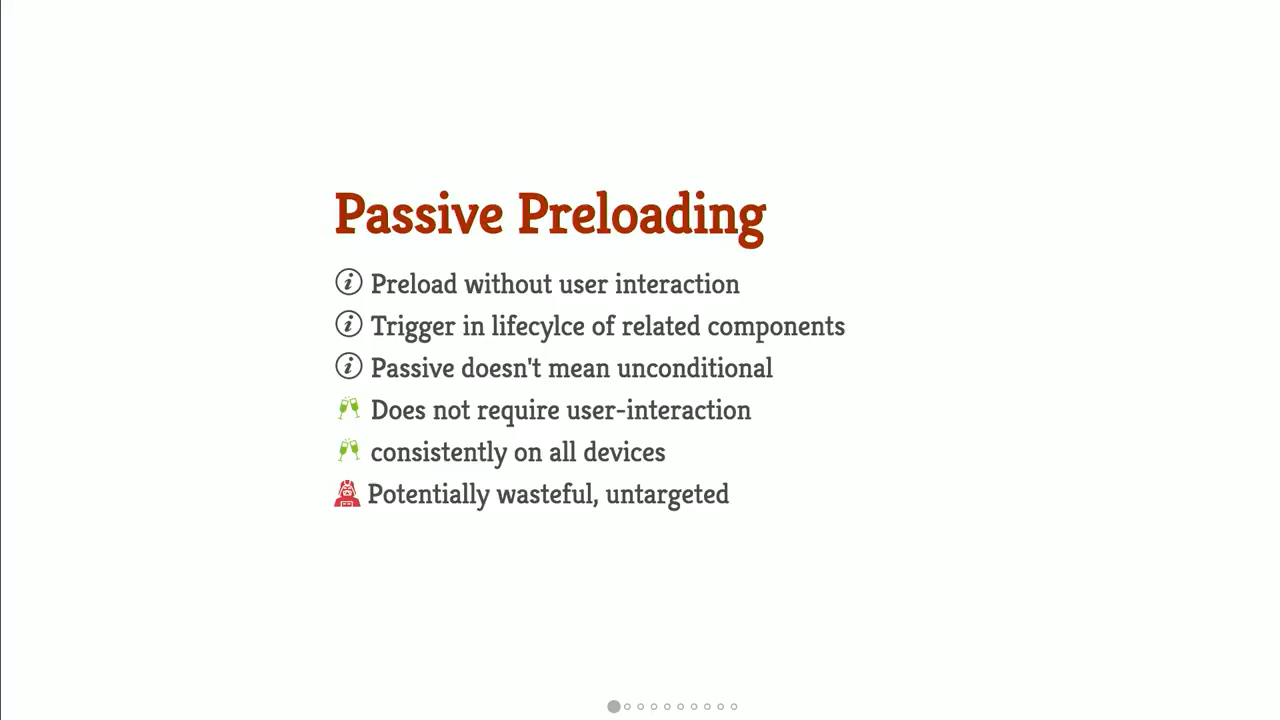 Passive Preloading
Preload without user interaction
Trigger in lifecylce of related components
Passive doesn't mean unconditional
Does not require user-interaction
consistently on all devices
Potentially wasteful, untargeted